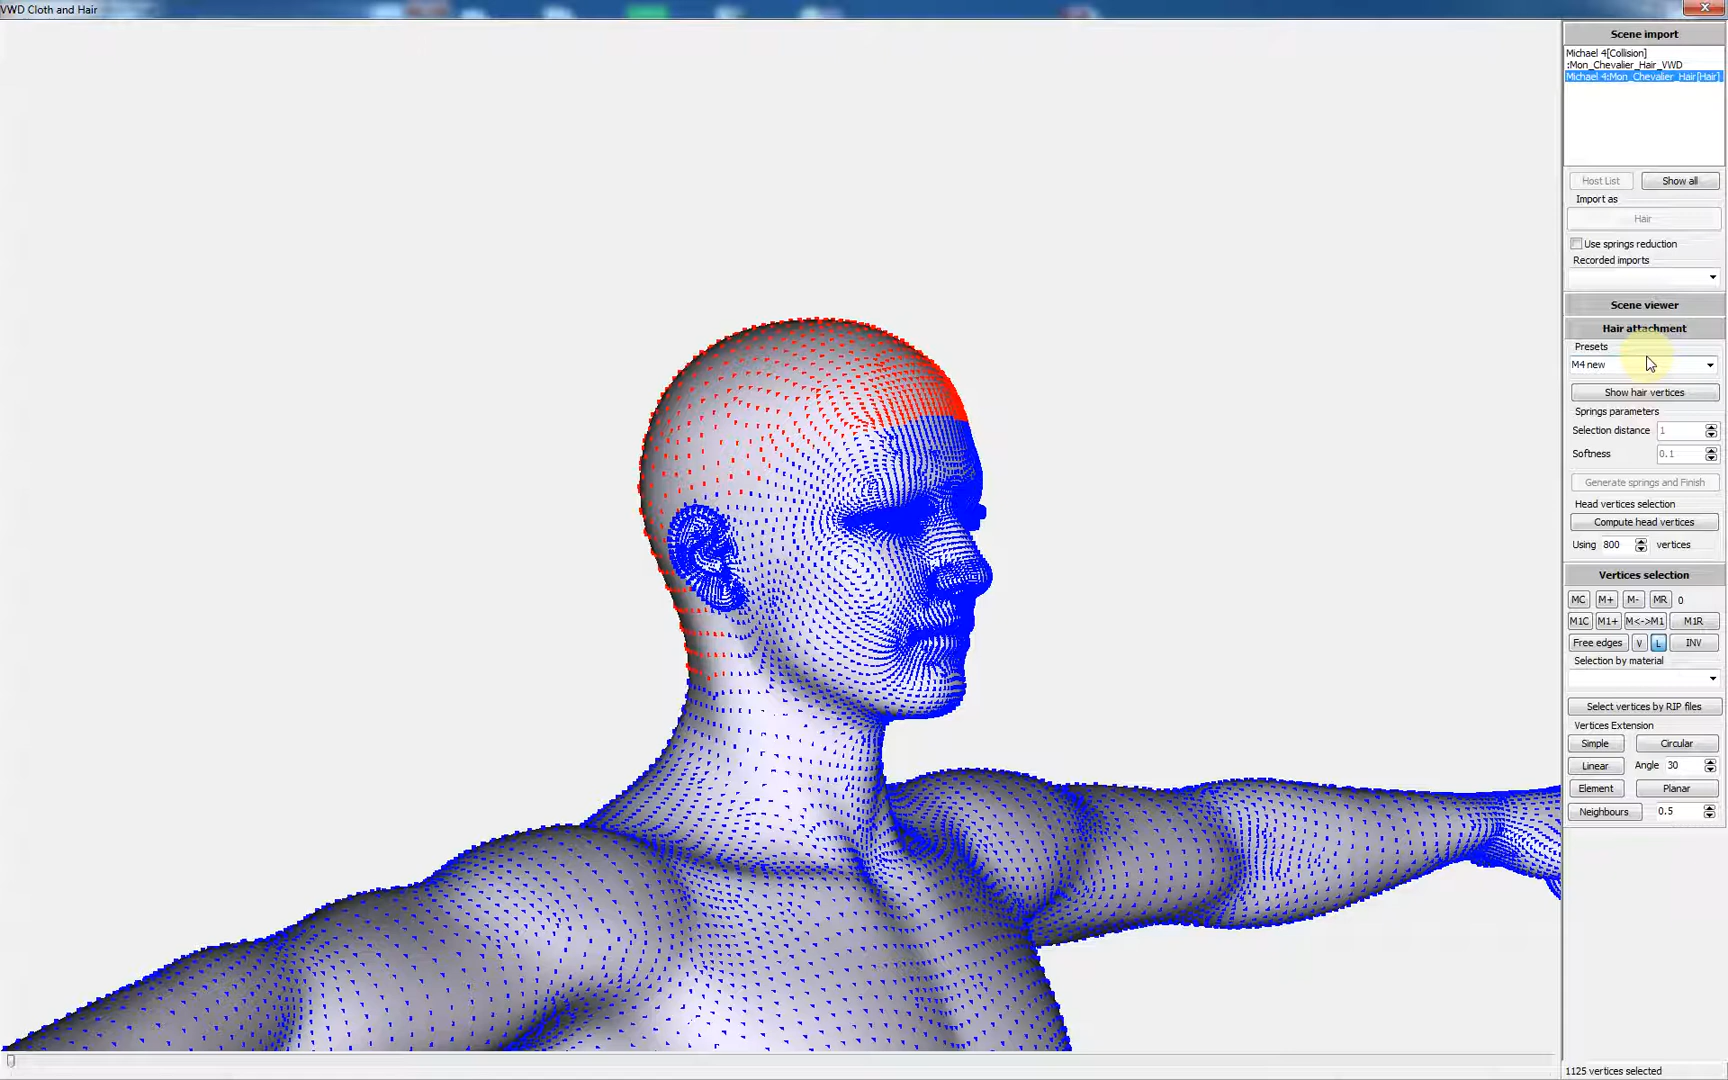 VWD Cloth and Hair
Scene import
Michael 4[Collision]
:Mon_Chevalier_Hair_VWD
Michael 4:Mon_Chevalier_Hair[Hair]
Host List Show all
Import as
Hair
Use springs reduction
Recorded imports
Scene viewer
Hair attachment
Presets
M4 new
Show hair vertices
Springs parameters
Selection distance 1
Softness 0.1
Generate springs and Finish
Head vertices selection
Compute head vertices
Using 800 vertices
Vertices selection
MC M+ M- MR 0
M1C M1+ M<->M1 M1R
Free edges V L INV
Selection by material
Select vertices by RIP files
Vertices Extension
Simple Circular
Linear Angle 30
Element Planar
Neighbours 0.5
1125 vertices selected